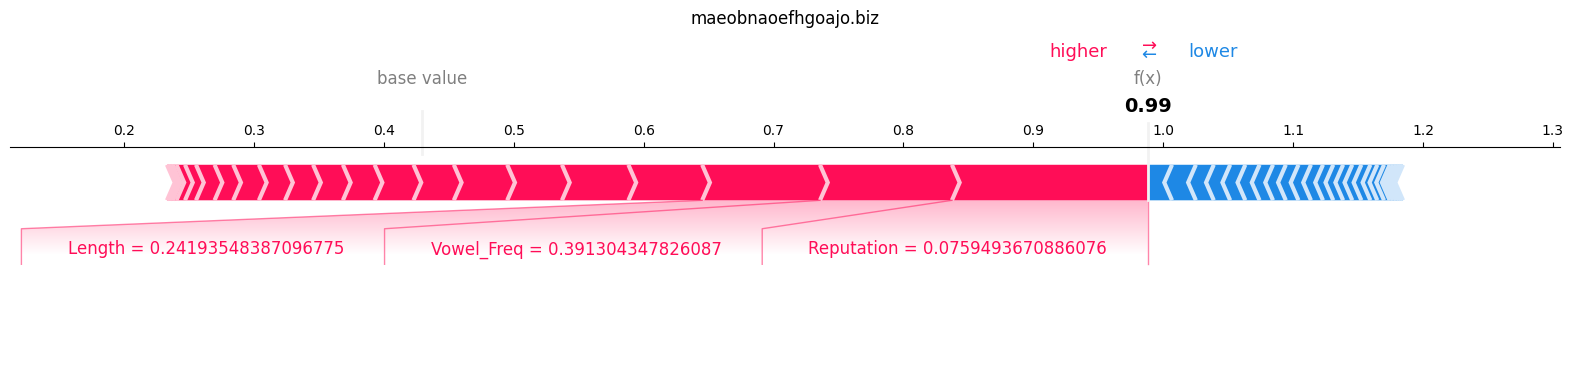 maeobnaoefhgoajo.biz
higher ⇄ lower
base value f(x)
0.99
0.2 0.3 0.4 0.5 0.6 0.7 0.8 0.9 1.0 1.1 1.2 1.3
Length = 0.24193548387096775 Vowel_Freq = 0.391304347826087 Reputation = 0.0759493670886076